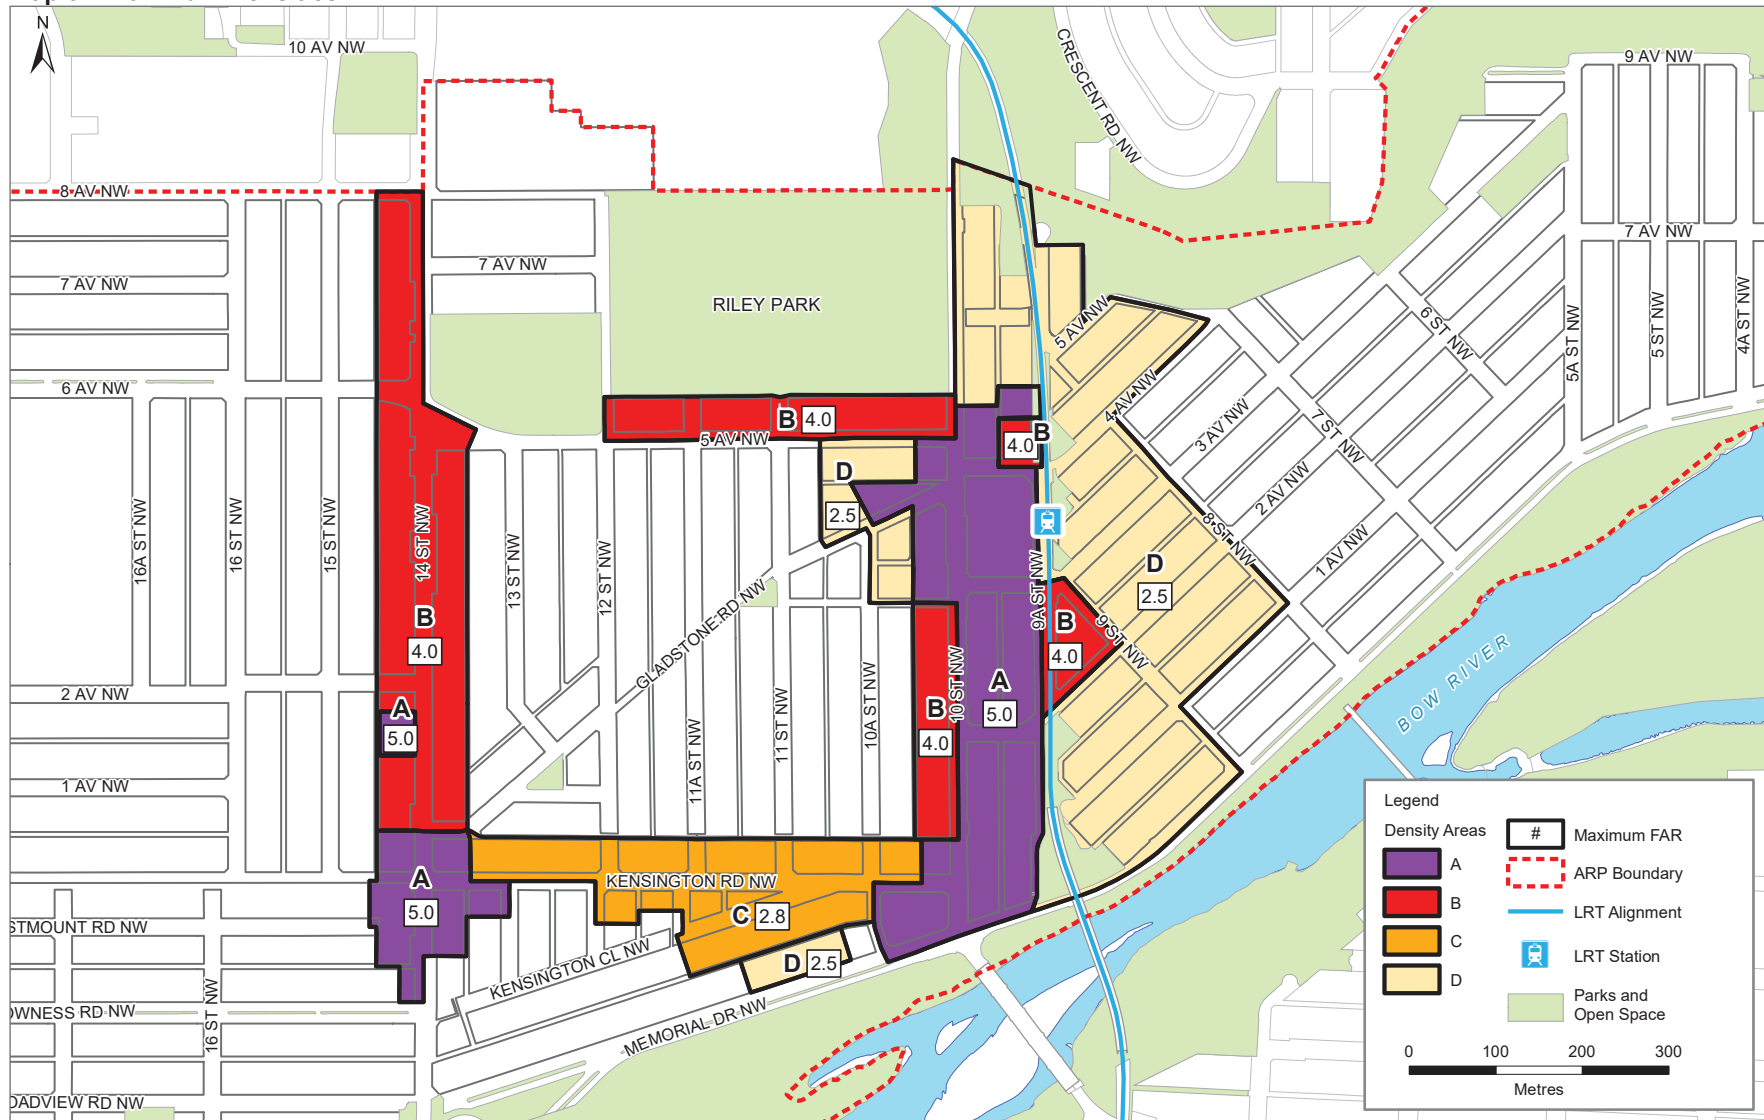 N
10 AV NW
CRESCENT RD NW
9 AV NW
8 AV NW
7 AV NW
7 AV NW
7 AV NW
RILEY PARK
5 AV NW
6 ST NW
5A ST NW
5 ST NW
4A ST NW
6 AV NW
4 AV NW
3 AV NW
7 ST NW
B 4.0
5 AV NW
B
4.0
D
2.5
2 AV NW
8 ST NW
1 AV NW
16A ST NW
16 ST NW
15 ST NW
14 ST NW
13 ST NW
12 ST NW
GLADSTONE RD NW
9A ST NW
D
2.5
B
4.0
B
4.0
9 ST NW
2 AV NW
A
5.0
11A ST NW
11 ST NW
10A ST NW
B
4.0
10 ST NW
A
5.0
BOW RIVER
1 AV NW
A
5.0
KENSINGTON RD NW
C 2.8
STMOUNT RD NW
KENSINGTON CL NW
D 2.5
16 ST NW
OWNESS RD NW
MEMORIAL DR NW
OADVIEW RD NW
Legend
Density Areas
A
B
C
D
# Maximum FAR
ARP Boundary
LRT Alignment
LRT Station
Parks and
Open Space
0 100 200 300
Metres